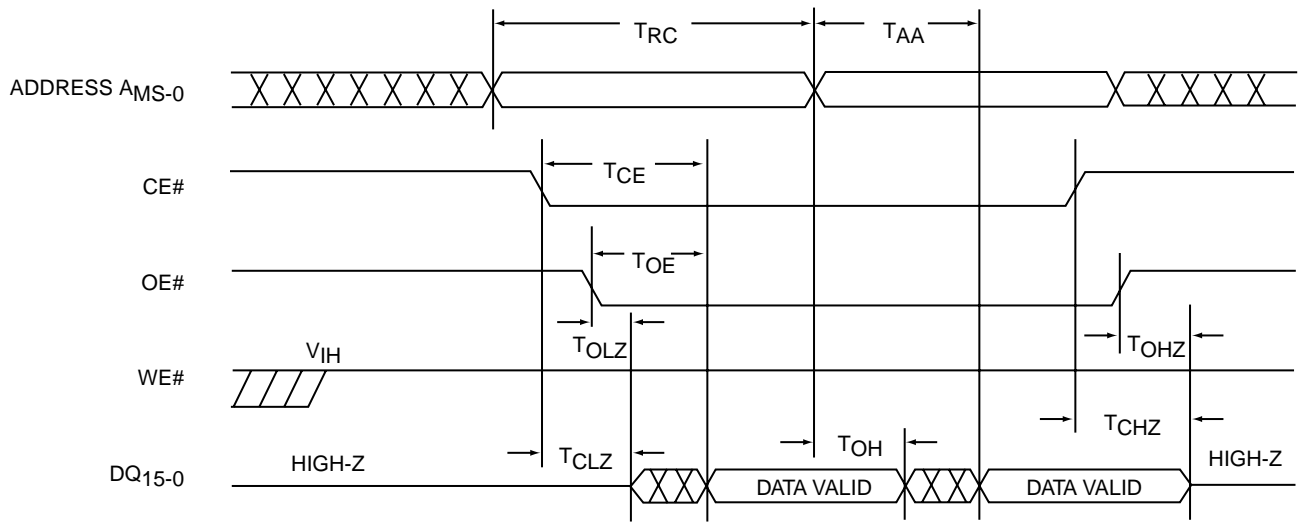 TRC TAA
ADDRESS AMS-0
TCE
CE#
TOE
OE#
TOLZ TOHZ
VIH
WE#
TCHZ
TCLZ TOH
HIGH-Z HIGH-Z
DQ15-0
DATA VALID DATA VALID